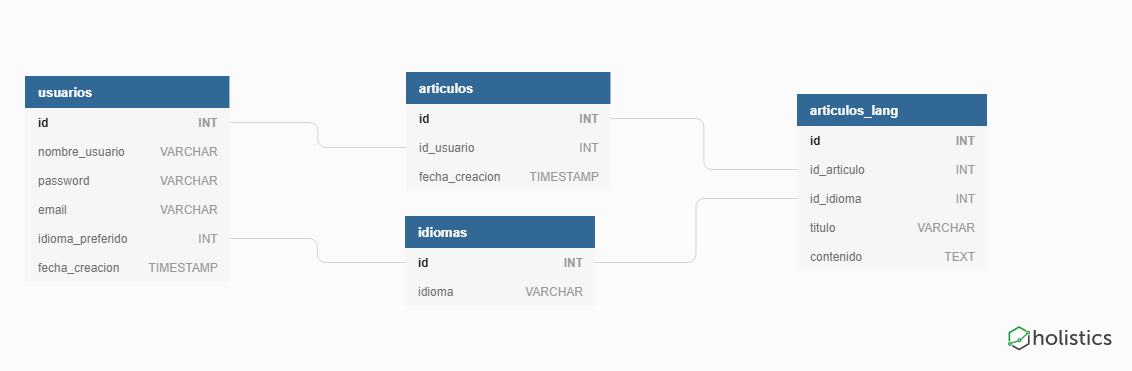 usuarios
id INT
nombre_usuario VARCHAR
password VARCHAR
email VARCHAR
idioma_preferido INT
fecha_creacion TIMESTAMP
articulos
id INT
id_usuario INT
fecha_creacion TIMESTAMP
idiomas
id INT
idioma VARCHAR
articulos_lang
id INT
id_articulo INT
id_idioma INT
titulo VARCHAR
contenido TEXT
holistics